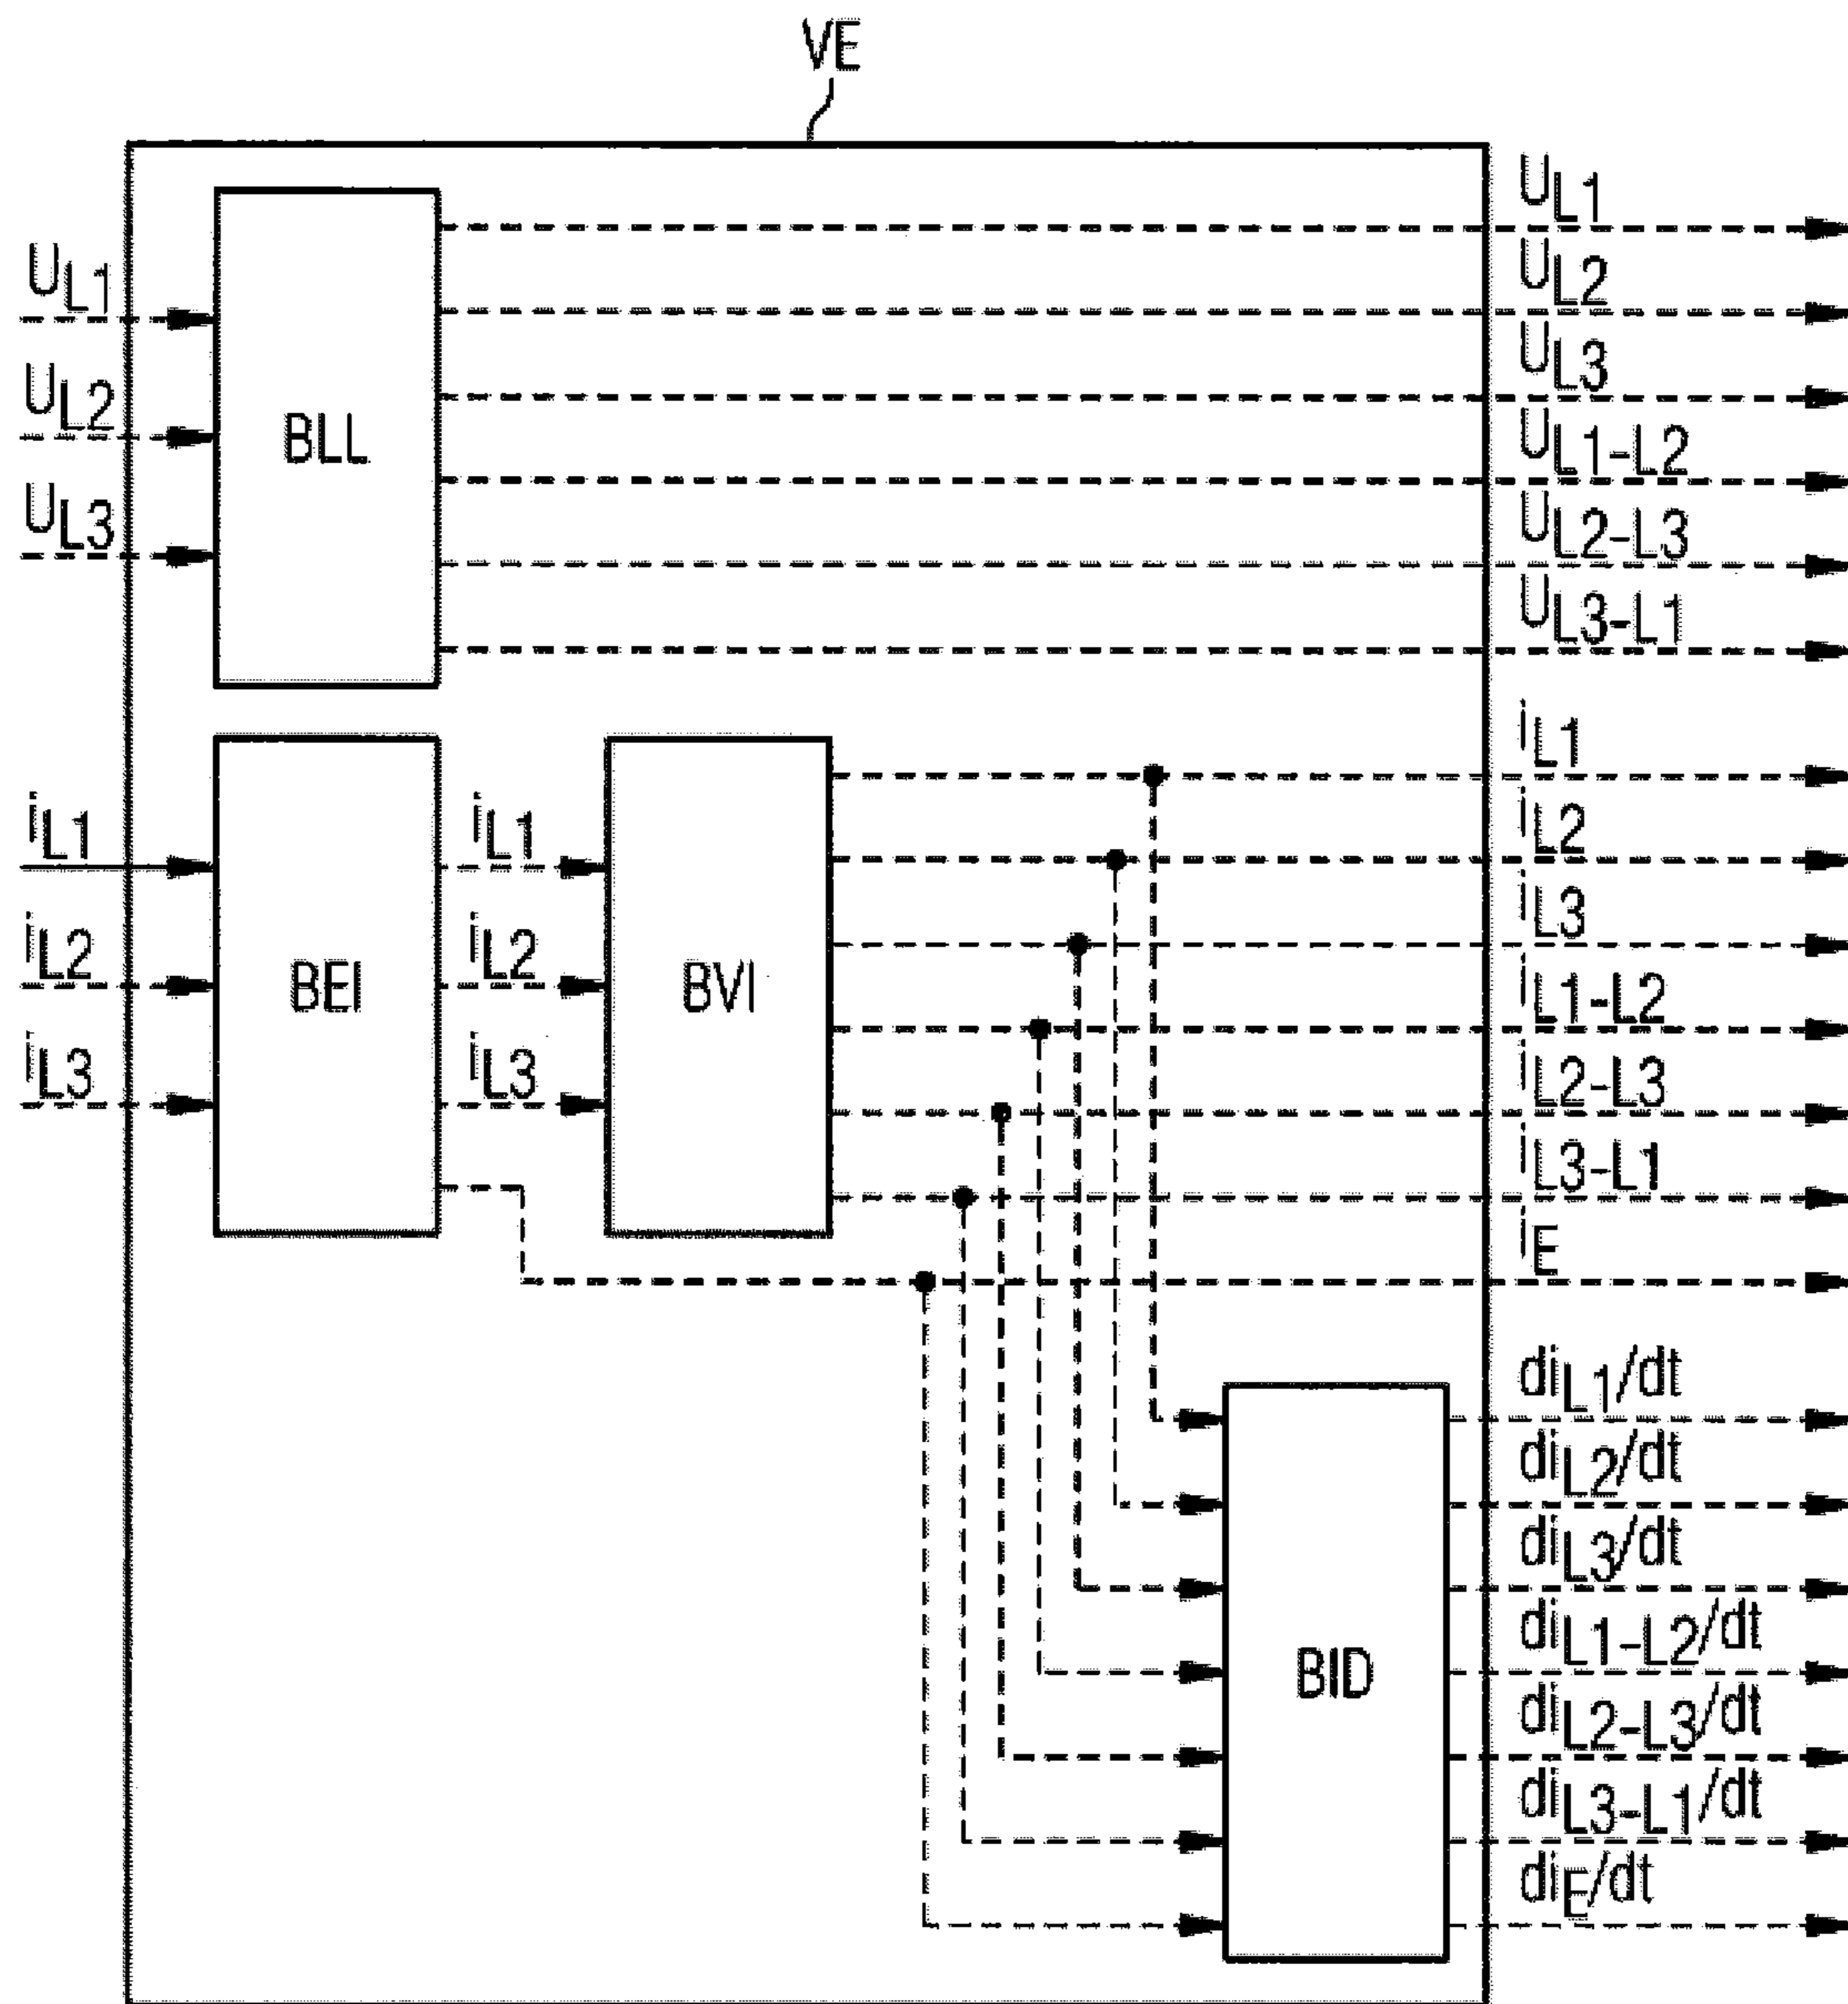 VE
U_L1
U_L2
U_L3
BLL
U_L1
U_L2
U_L3
U_L1-L2
U_L2-L3
U_L3-L1
i_L1
i_L2
i_L3
BEI
i_L1
i_L2
i_L3
BVI
i_L1
i_L2
i_L3
i_L1-L2
i_L2-L3
i_L3-L1
i_E
BID
di_L1/dt
di_L2/dt
di_L3/dt
di_L1-L2/dt
di_L2-L3/dt
di_L3-L1/dt
di_E/dt